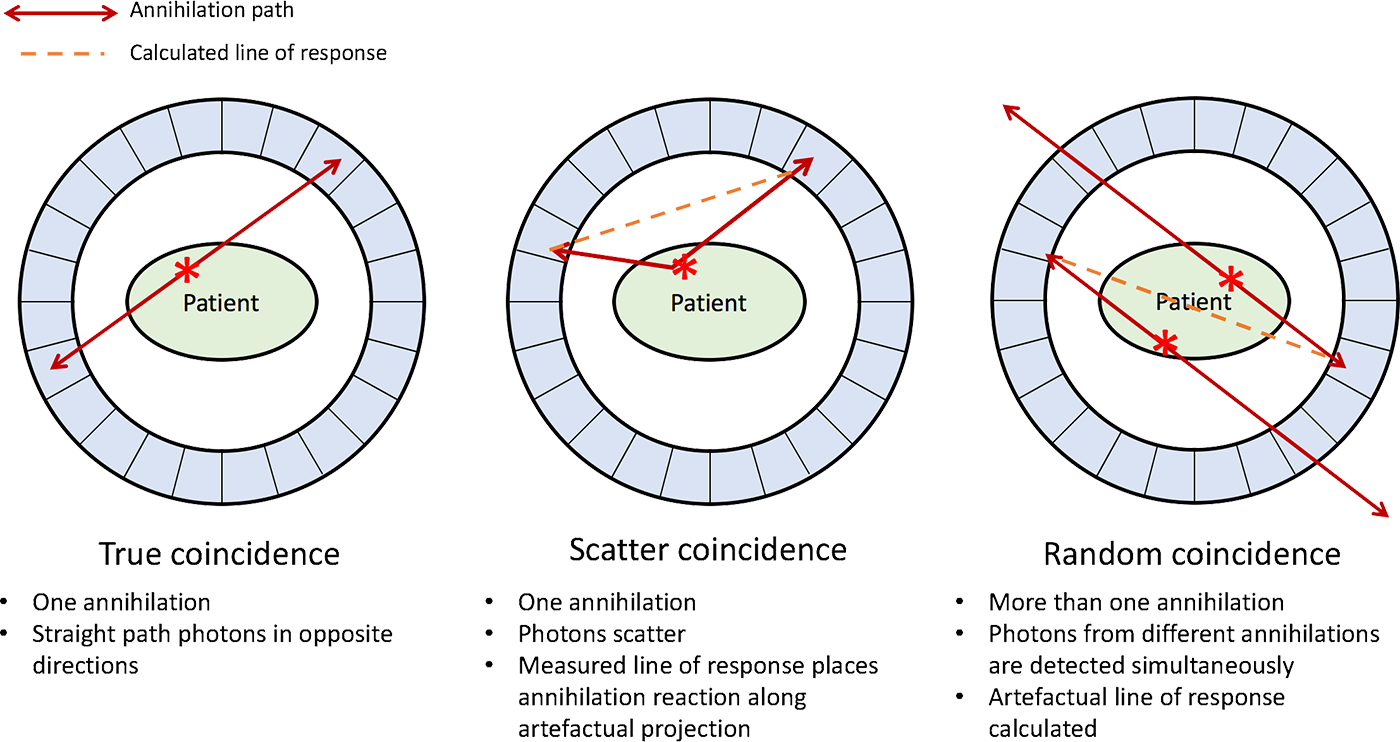 Annihilation path
Calculated line of response
Patient
Patient
Patient
True coincidence
• One annihilation
• Straight path photons in opposite
directions
Scatter coincidence
• One annihilation
• Photons scatter
• Measured line of response places
annihilation reaction along
artefactual projection
Random coincidence
• More than one annihilation
• Photons from different annihilations
are detected simultaneously
• Artefactual line of response
calculated